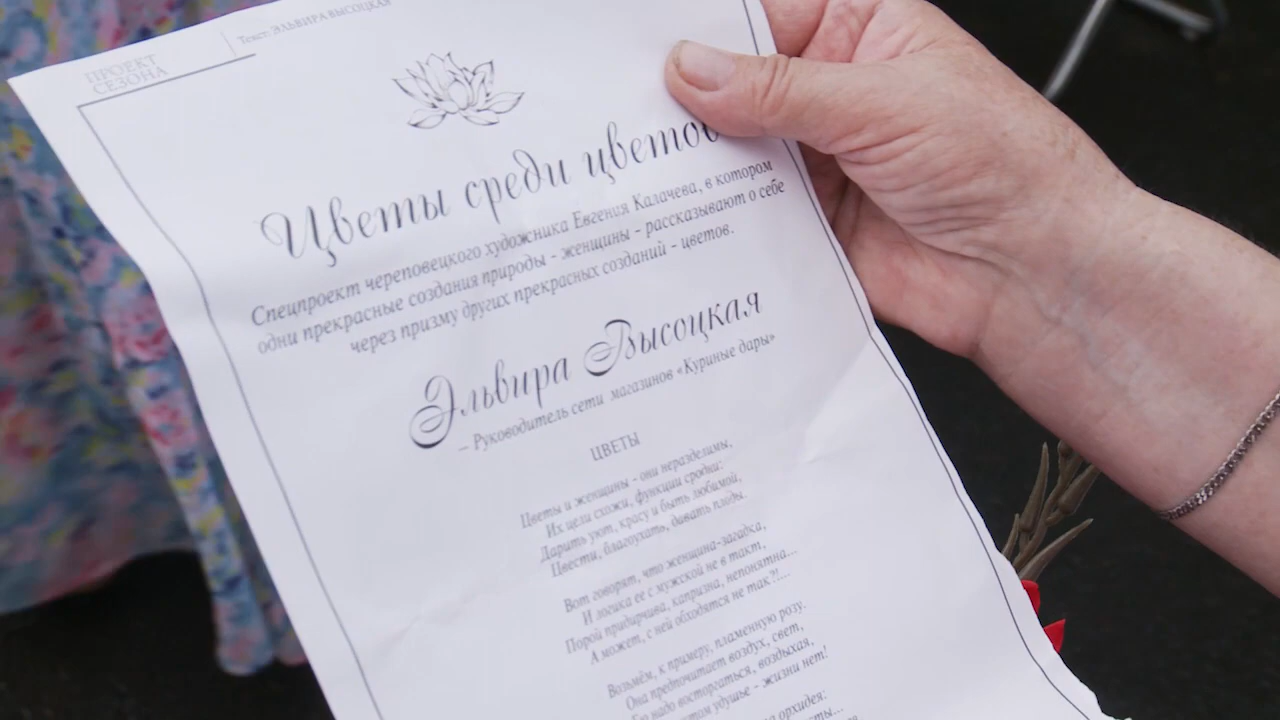 ПРОЕКТ
СЕЗОНА
Текст: ЭЛЬВИРА ВЫСОЦКАЯ
Цветы среди цветов
Спецпроект череповецкого художника Евгения Калачева, в котором
одни прекрасные создания природы - женщины - рассказывают о себе
через призму других прекрасных созданий - цветов.
Эльвира Высоцкая
– Руководитель сети магазинов «Куриные дары»
ЦВЕТЫ
Цветы и женщины - они неразделимы,
Их цели схожи, функции сродни:
Дарить уют, красу и быть любимой,
Цвести, благоухать, давать плоды.
Вот говорят, что женщина-загадка,
И логика ее с мужской не в такт,
Порой придирчива, капризна, непонятна...
А может, с ней обходятся не так?!....
Возьмём, к примеру, пламенную розу.
Она предпочитает воздух, свет,
Ею надо восторгаться, воздыхая,
удушье - жизни нет!
орхидея: